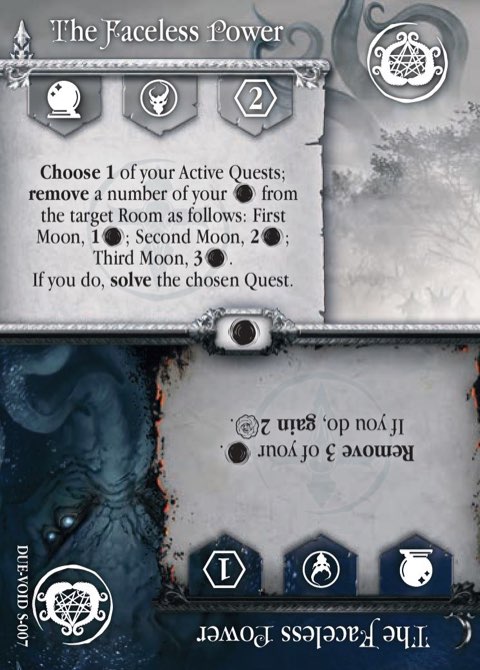 The Faceless Power
2
Choose 1 of your Active Quests;
remove a number of your from
the target Room as follows: First
Moon, 1; Second Moon, 2;
Third Moon, 3.
If you do, solve the chosen Quest.
The Faceless Power
1
Remove 3 of your.
If you do, gain 2.
DUE-VOID S-007